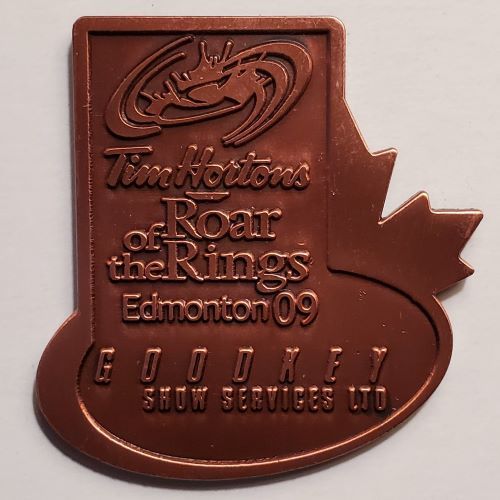 Tim Hortons
Roar
of
the Rings
Edmonton 09
GOODKEY
SHOW SERVICES LTD